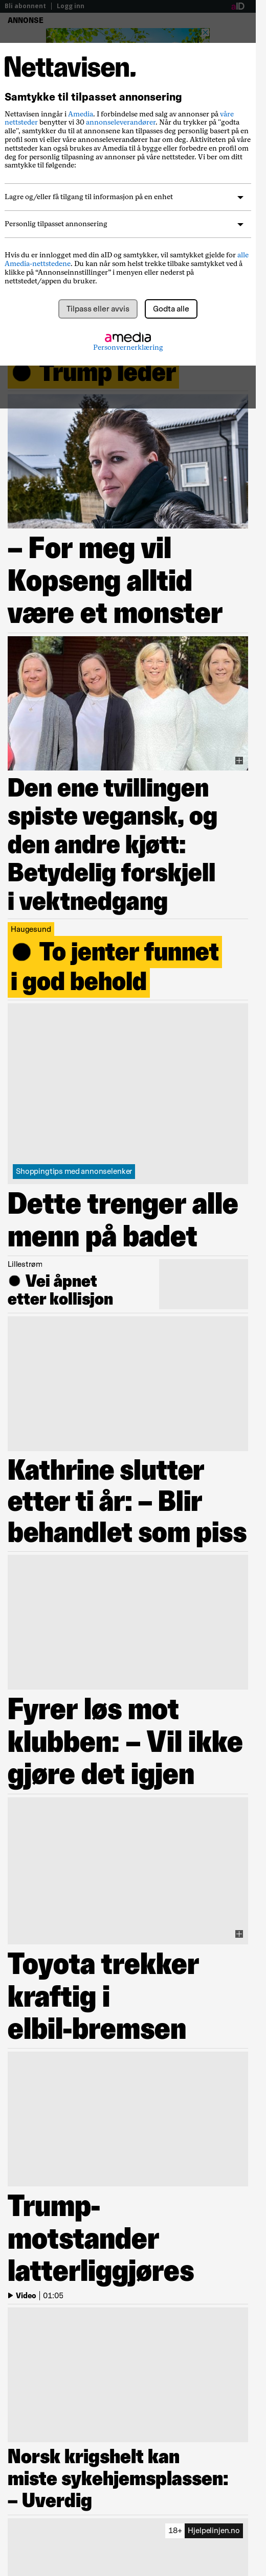 Bli abonnent | Logg inn
aID
ANNONSE
Nettavisen.
Samtykke til tilpasset annonsering
Nettavisen inngår i Amedia. I forbindelse med salg av annonser på våre
nettsteder benytter vi 30 annonseleverandører. Når du trykker på "godta
alle", samtykker du til at annonsene kan tilpasses deg personlig basert på en
profil som vi eller våre annonseleverandører har om deg. Aktiviteten på våre
nettsteder kan også brukes av Amedia til å bygge eller forbedre en profil om
deg for personlig tilpasning av annonser på våre nettsteder. Vi ber om ditt
samtykke til følgende:
Lagre og/eller få tilgang til informasjon på en enhet
Personlig tilpasset annonsering
Hvis du er innlogget med din aID og samtykker, vil samtykket gjelde for alle
Amedia-nettstedene. Du kan når som helst trekke tilbake samtykket ved å
klikke på “Annonseinnstillinger” i menyen eller nederst på
nettstedet/appen du bruker.
Tilpass eller avvis
Godta alle
amedia
Personvernerklæring
Trump leder
– For meg vil
Kopseng alltid
være et monster
Den ene tvillingen
spiste vegansk, og
den andre kjøtt:
Betydelig forskjell
i vektnedgang
Haugesund
To jenter funnet
i god behold
Shoppingtips med annonselenker
Dette trenger alle
menn på badet
Lillestrøm
Vei åpnet
etter kollisjon
Kathrine slutter
etter ti år: – Blir
behandlet som piss
Fyrer løs mot
klubben: – Vil ikke
gjøre det igjen
Toyota trekker
kraftig i
elbil-bremsen
Trump-
motstander
latterliggjøres
Video | 01:05
Norsk krigshelt kan
miste sykehjemsplassen:
– Uverdig
18+ Hjelpelinjen.no